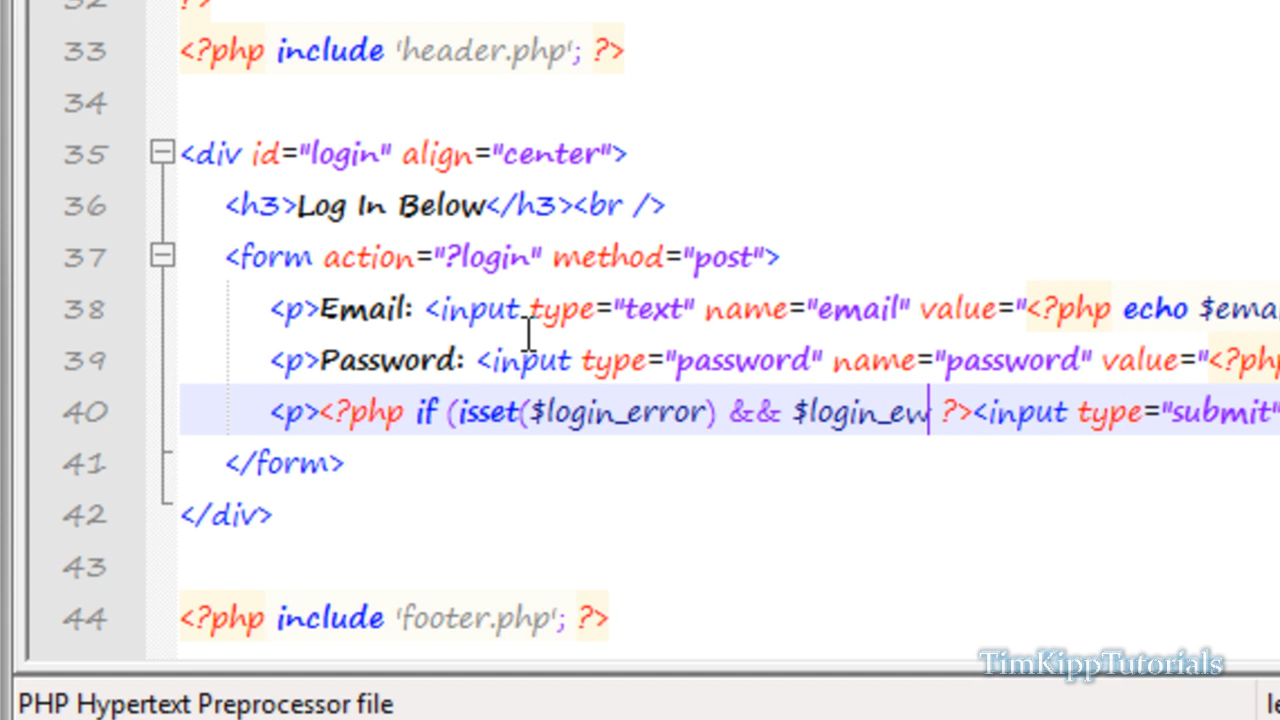 32 ?>
33 <?php include 'header.php'; ?>
34
35 <div id="login" align="center">
36 <h3>Log In Below</h3><br />
37 <form action="?login" method="post">
38 <p>Email: <input type="text" name="email" value="<?php echo $ema
39 <p>Password: <input type="password" name="password" value="<?php
40 <p><?php if (isset($login_error) && $login_ew ?><input type="submit"
41 </form>
42 </div>
43
44 <?php include 'footer.php'; ?>
TimKippTutorials
PHP Hypertext Preprocessor file
le